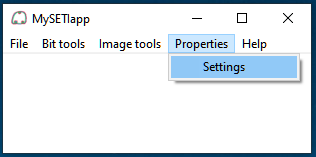 MySETIapp
File Bit tools Image tools Properties Help
Settings